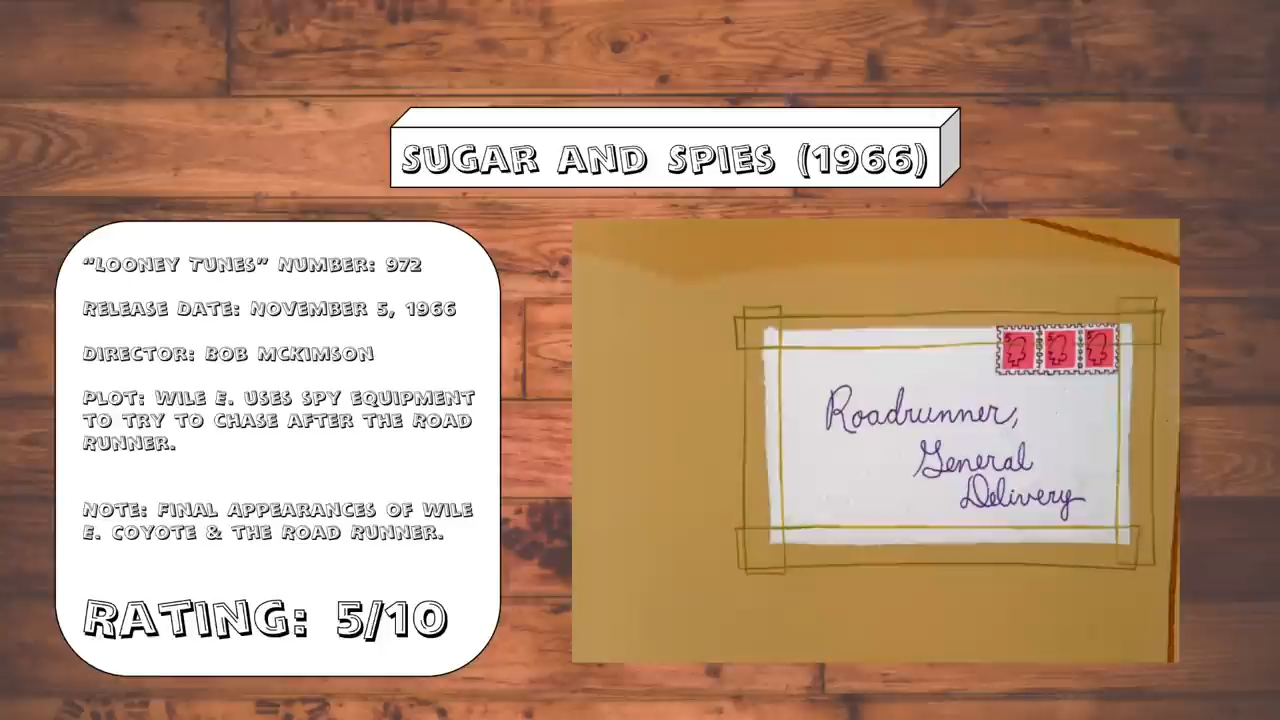 SUGAR AND SPIES (1966)
"LOONEY TUNES" NUMBER: 972
RELEASE DATE: NOVEMBER 5, 1966
DIRECTOR: BOB MCKIMSON
PLOT: WILE E. USES SPY EQUIPMENT
TO TRY TO CHASE AFTER THE ROAD
RUNNER.
NOTE: FINAL APPEARANCES OF WILE
E. COYOTE & THE ROAD RUNNER.
RATING: 5/10
Roadrunner,
General
Delivery